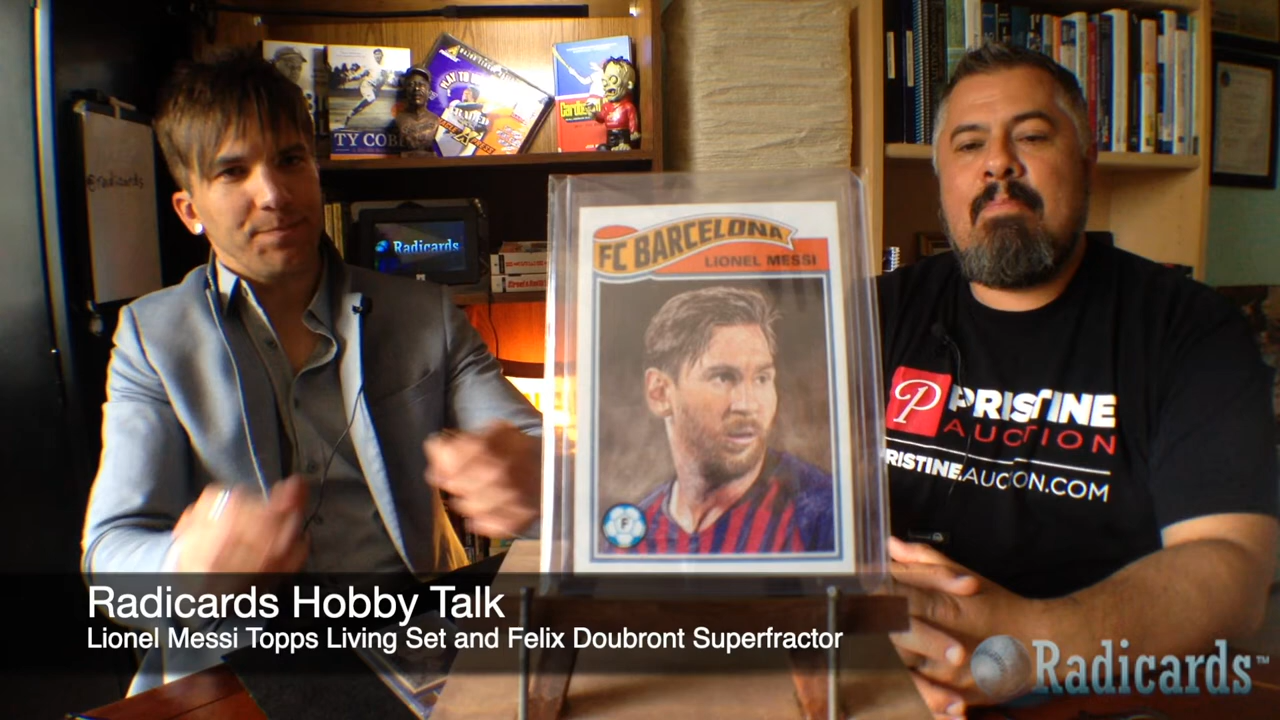 TY COBB
@radicards
Radicards
FC BARCELONA
LIONEL MESSI
F
P PRISTINE
AUCTION
PRISTINEAUCTION.COM
Radicards Hobby Talk
Lionel Messi Topps Living Set and Felix Doubront Superfractor
Radicards™